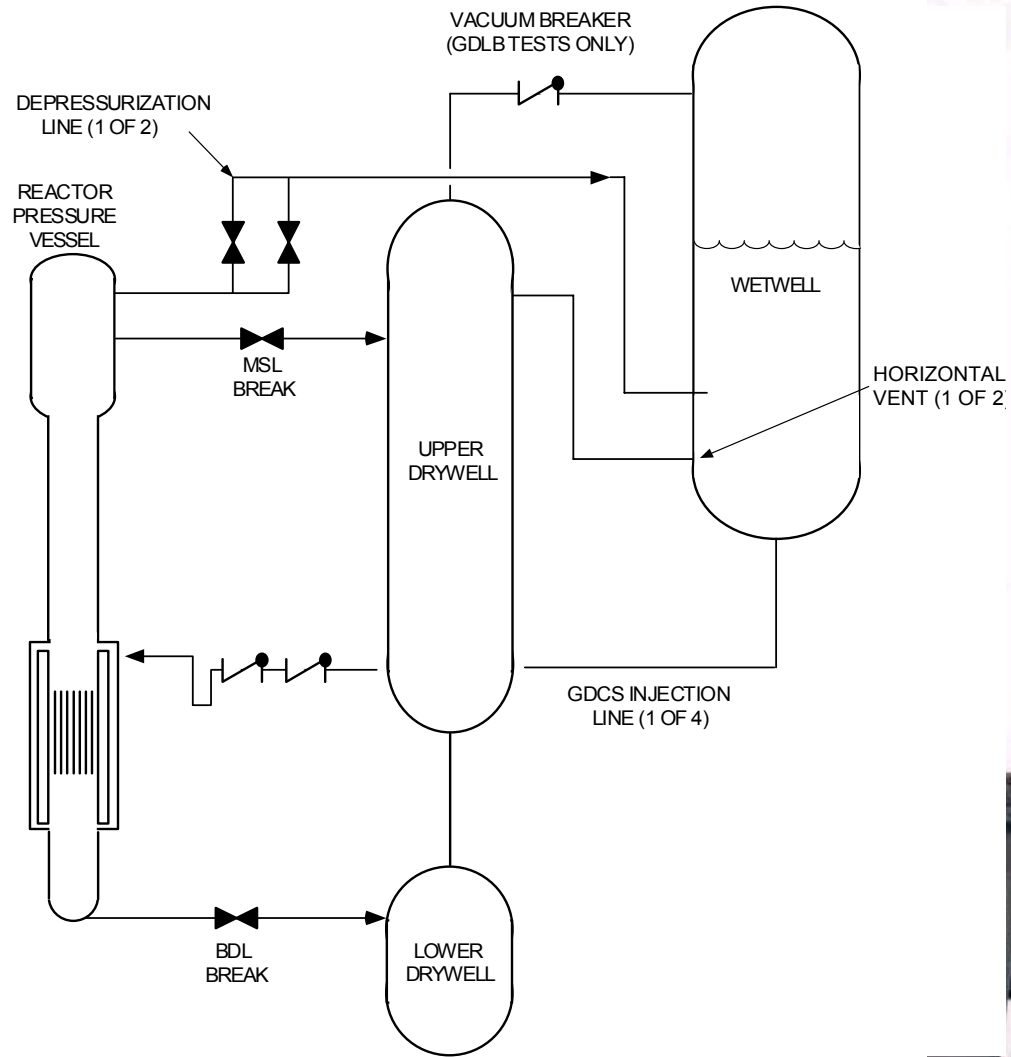 VACUUM BREAKER
(GDLB TESTS ONLY)
DEPRESSURIZATION
LINE (1 OF 2)
REACTOR
PRESSURE
VESSEL
WETWELL
MSL
BREAK
HORIZONTAL
VENT (1 OF 2)
UPPER
DRYWELL
GDCS INJECTION
LINE (1 OF 4)
BDL
BREAK
LOWER
DRYWELL